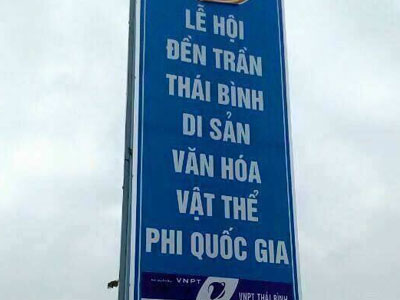 LỄ HỘI
ĐỀN TRẦN
THÁI BÌNH
DI SẢN
VĂN HÓA
VẬT THỂ
PHI QUỐC GIA
VNPT
VNPT THÁI BÌNH